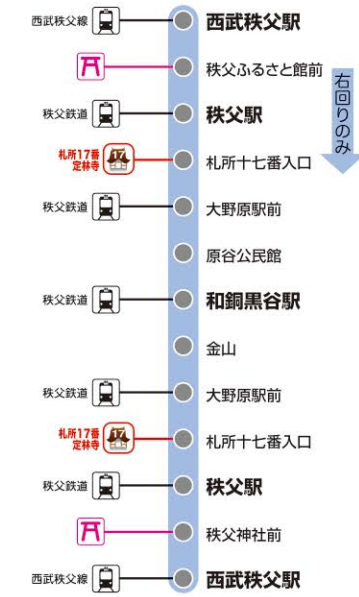 西武秩父線 西武秩父駅
秩父ふるさと館前
右回りのみ
秩父鉄道 秩父駅
札所17番
定林寺
17
札所十七番入口
秩父鉄道 大野原駅前
原谷公民館
秩父鉄道 和銅黒谷駅
金山
秩父鉄道 大野原駅前
札所17番
定林寺
17
札所十七番入口
秩父鉄道 秩父駅
秩父神社前
西武秩父線 西武秩父駅